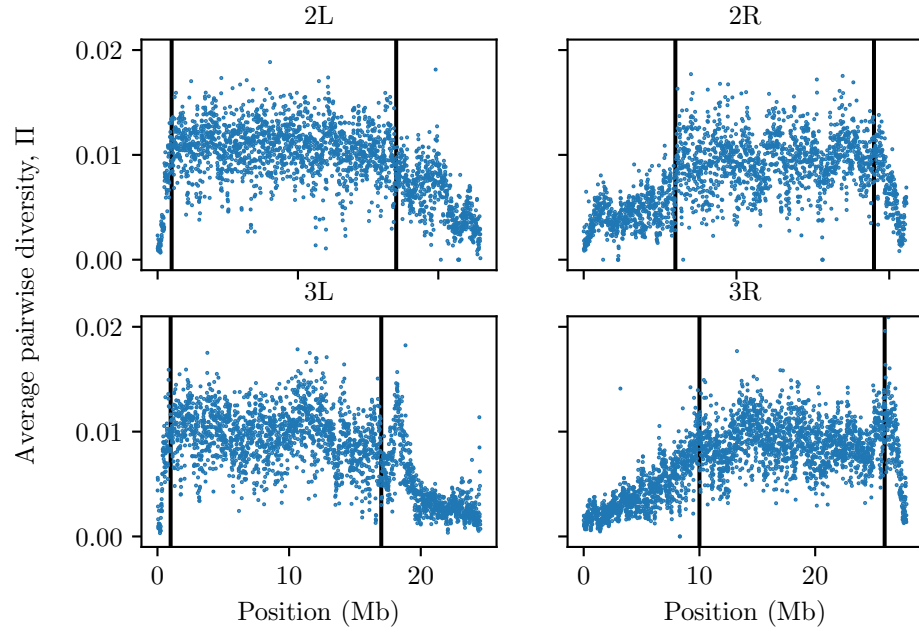 2L
2R
0.02
0.01
0.00
3L
3R
0.02
0.01
0.00
0
10
20
0
10
20
Position (Mb)
Position (Mb)
Average pairwise diversity, Π